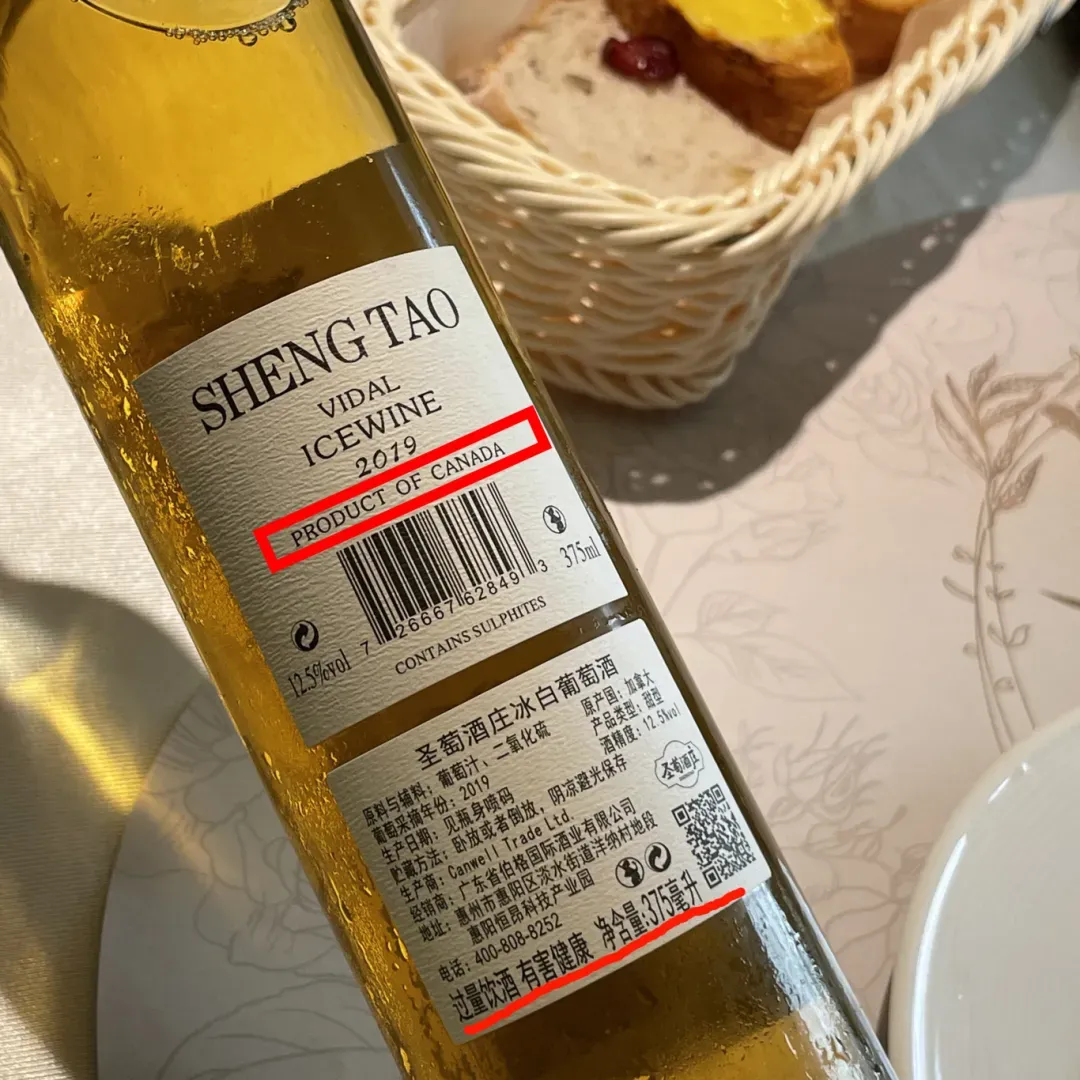 SHENG TAO
VIDAL
ICEWINE
2019
PRODUCT OF CANADA
7 26667 62849 3
375ml
12.5%vol
CONTAINS SULPHITES
圣萄酒庄冰白葡萄酒
原料与辅料：葡萄汁、二氧化硫
原产国：加拿大
葡萄采摘年份：2019
产品类型：甜型
生产日期：见瓶身喷码
酒精度：12.5%vol
贮藏方法：卧放或者倒放，阴凉避光保存
生产商：Canwell Trade Ltd.
经销商：广东省伯格国际酒业有限公司
地址：惠州市惠阳区淡水街道洋纳村地段
惠阳恒昂科技产业园
电话：400-808-8252
圣萄酒庄
过量饮酒 有害健康 净含量:375毫升